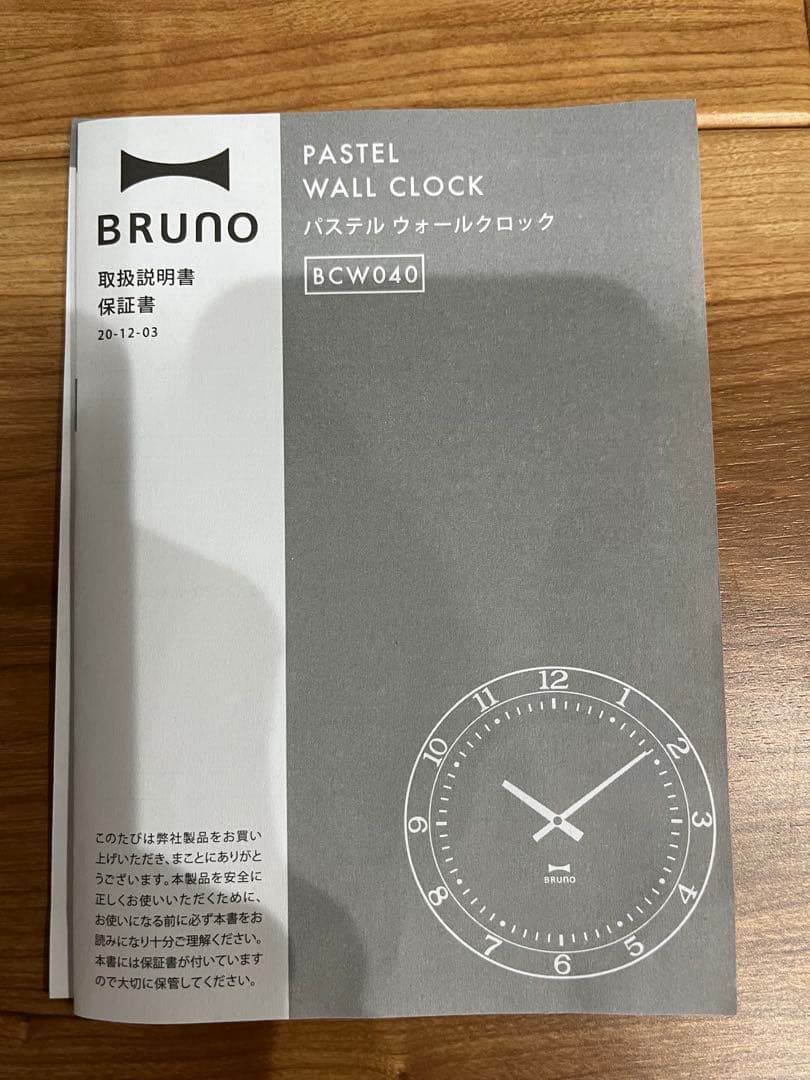 BRUNO
取扱説明書
保証書
20-12-03
PASTEL
WALL CLOCK
パステル ウォールクロック
BCW040
12
1
2
3
4
5
6
7
8
9
10
11
BRUNO
このたびは弊社製品をお買い
上げいただき、まことにありがと
うございます。本製品を安全に
正しくお使いいただくために、
お使いになる前に必ず本書をお
読みになり十分ご理解ください。
本書には保証書が付いています
ので大切に保管してください。